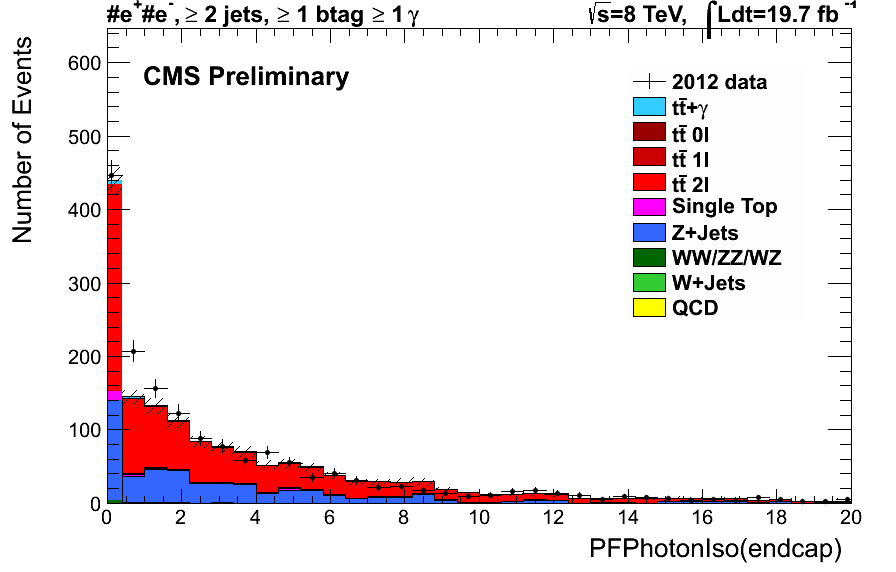 #e⁺#e⁻, ≥ 2 jets, ≥ 1 btag ≥ 1 γ
√s=8 TeV, ∫Ldt=19.7 fb⁻¹
CMS Preliminary
2012 data
tt̄+γ
tt̄ 0l
tt̄ 1l
tt̄ 2l
Single Top
Z+Jets
WW/ZZ/WZ
W+Jets
QCD
Number of Events
600
500
400
300
200
100
0
0 2 4 6 8 10 12 14 16 18 20
PFPhotonIso(endcap)